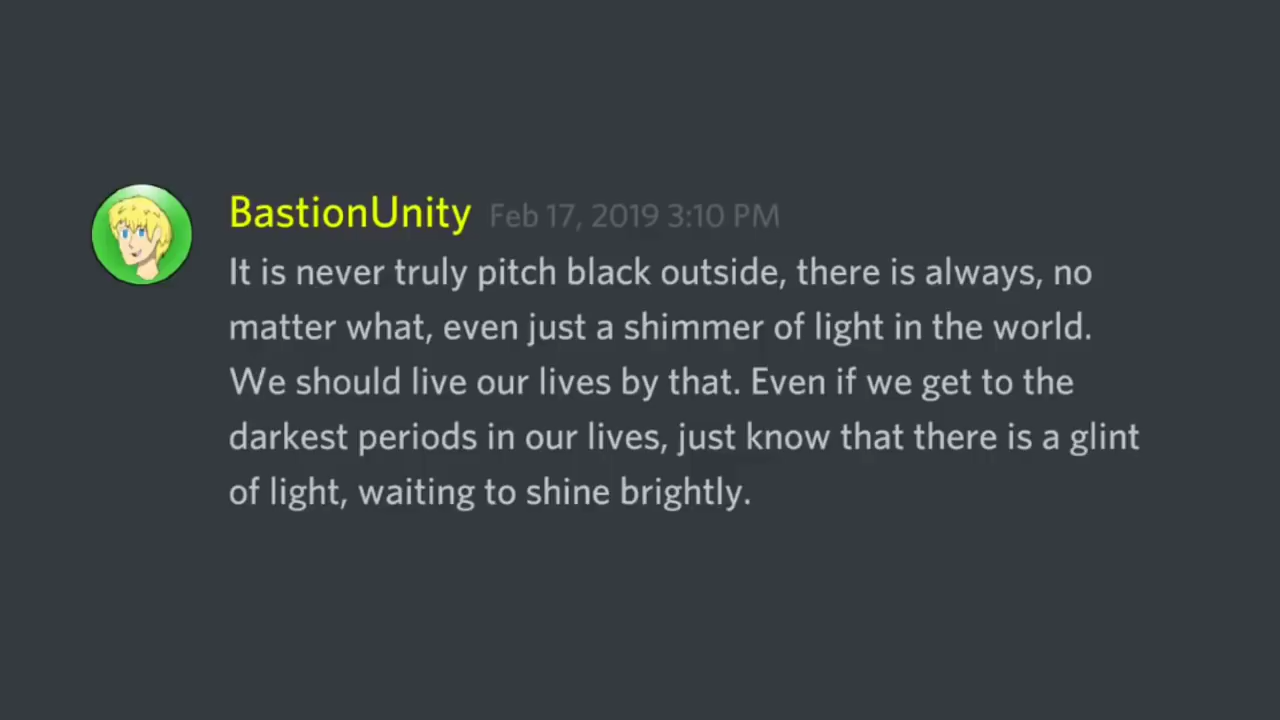 BastionUnity Feb 17, 2019 3:10 PM
It is never truly pitch black outside, there is always, no
matter what, even just a shimmer of light in the world.
We should live our lives by that. Even if we get to the
darkest periods in our lives, just know that there is a glint
of light, waiting to shine brightly.